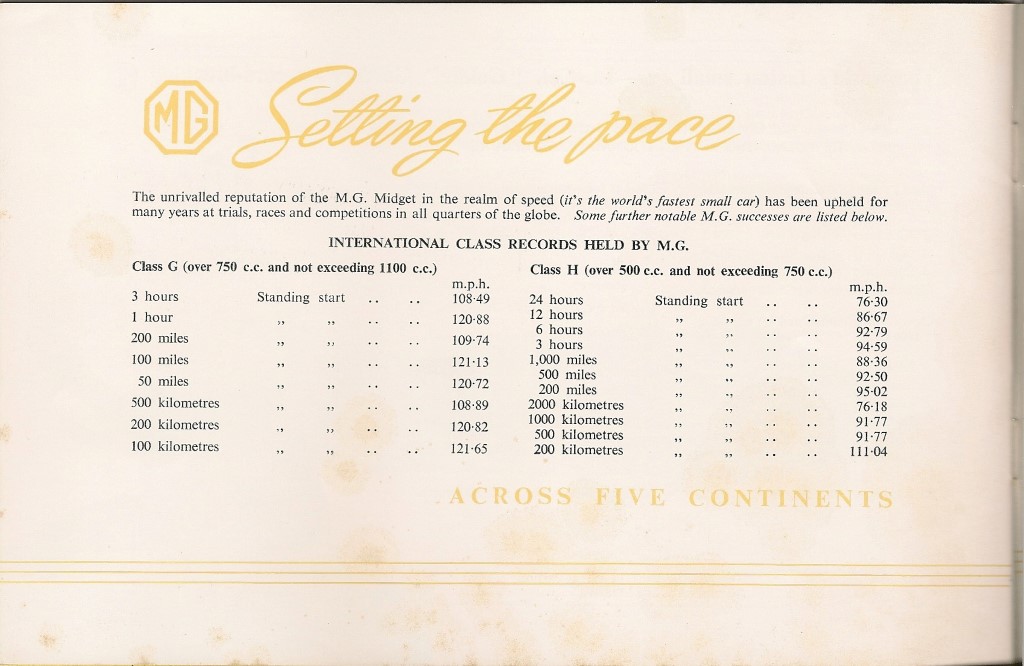 MG Setting the pace
The unrivalled reputation of the M.G. Midget in the realm of speed (it's the world's fastest small car) has been upheld for
many years at trials, races and competitions in all quarters of the globe. Some further notable M.G. successes are listed below.
INTERNATIONAL CLASS RECORDS HELD BY M.G.
Class G (over 750 c.c. and not exceeding 1100 c.c.)
m.p.h.
3 hours Standing start .. .. 108·49
1 hour ,, ,, .. .. 120·88
200 miles ,, ,, .. .. 109·74
100 miles ,, ,, .. .. 121·13
50 miles ,, ,, .. .. 120·72
500 kilometres ,, ,, .. .. 108·89
200 kilometres ,, ,, .. .. 120·82
100 kilometres ,, ,, .. .. 121·65
Class H (over 500 c.c. and not exceeding 750 c.c.)
m.p.h.
24 hours Standing start .. .. 76·30
12 hours ,, ,, .. .. 86·67
6 hours ,, ,, .. .. 92·79
3 hours ,, ,, .. .. 94·59
1,000 miles ,, ,, .. .. 88·36
500 miles ,, ,, .. .. 92·50
200 miles ,, ,, .. .. 95·02
2000 kilometres ,, ,, .. .. 76·18
1000 kilometres ,, ,, .. .. 91·77
500 kilometres ,, ,, .. .. 91·77
200 kilometres ,, ,, .. .. 111·04
ACROSS FIVE CONTINENTS